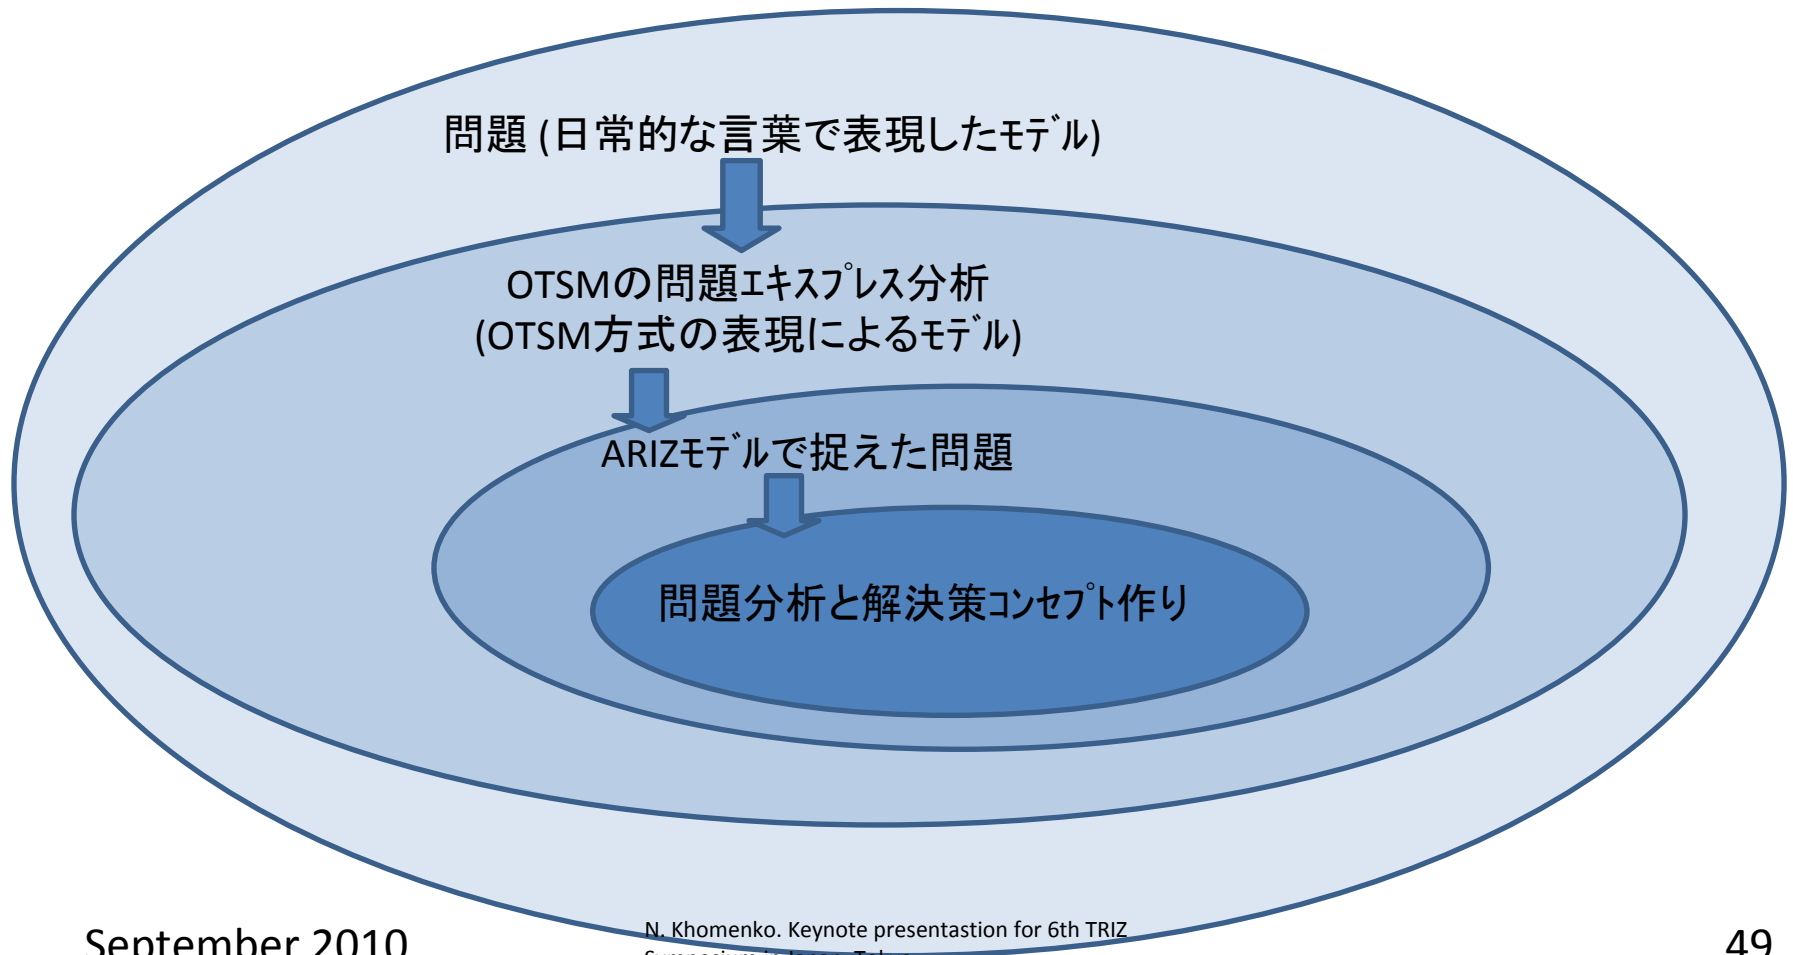 問題 (日常的な言葉で表現したﾓﾃﾞﾙ)
OTSMの問題ｴｷｽﾌﾟﾚｽ分析
(OTSM方式の表現によるﾓﾃﾞﾙ)
ARIZﾓﾃﾞﾙで捉えた問題
問題分析と解決策ｺﾝｾﾌﾟﾄ作り
September 2010
N. Khomenko. Keynote presentastion for 6th TRIZ
Symposium in Japan, Tokyo
49